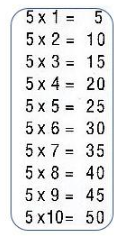 5 x 1 = 5
5 x 2 = 10
5 x 3 = 15
5 x 4 = 20
5 x 5 = 25
5 x 6 = 30
5 x 7 = 35
5 x 8 = 40
5 x 9 = 45
5 x10= 50